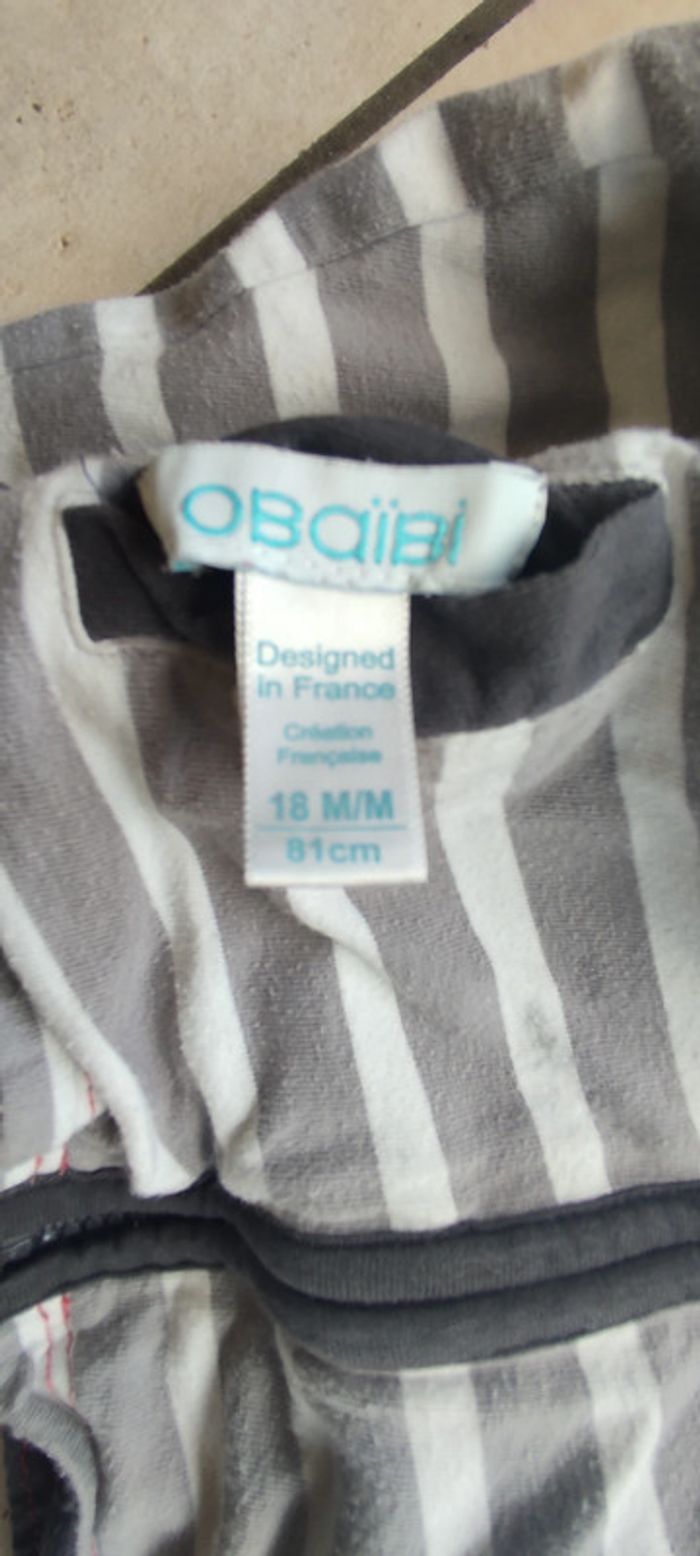 OBaïBi
Designed
in France
Création
Française
18 M/M
81cm